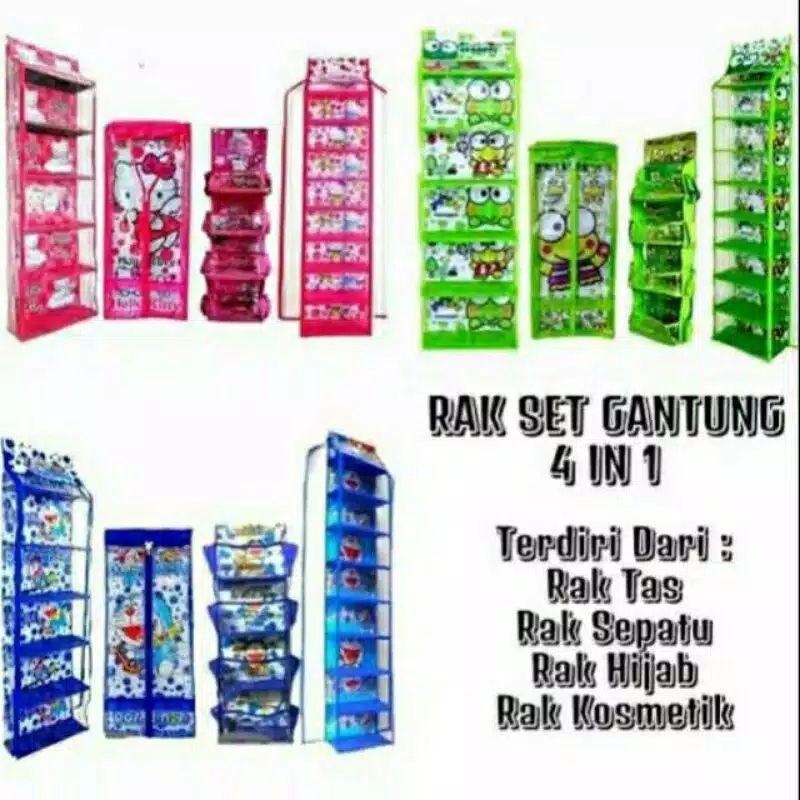 RAK SET GANTUNG
4 IN 1
Terdiri Dari :
Rak Tas
Rak Sepatu
Rak Hijab
Rak Kosmetik